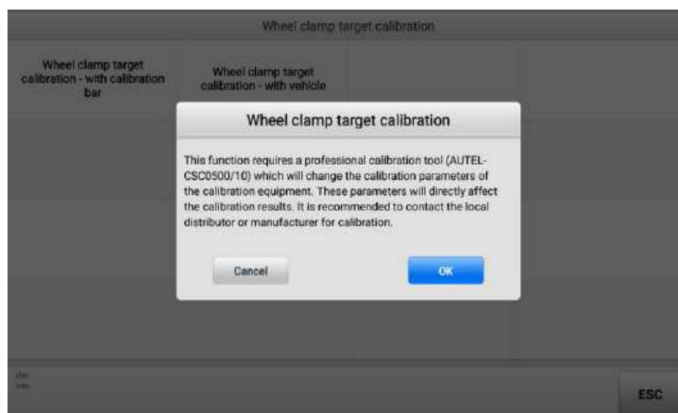 Wheel clamp target calibration
Wheel clamp target
calibration - with calibration
bar
Wheel clamp target
calibration - with vehicle
Wheel clamp target calibration
This function requires a professional calibration tool (AUTEL-
CSC0500/10) which will change the calibration parameters of
the calibration equipment. These parameters will directly affect
the calibration results. It is recommended to contact the local
distributor or manufacturer for calibration.
Cancel
OK
ESC